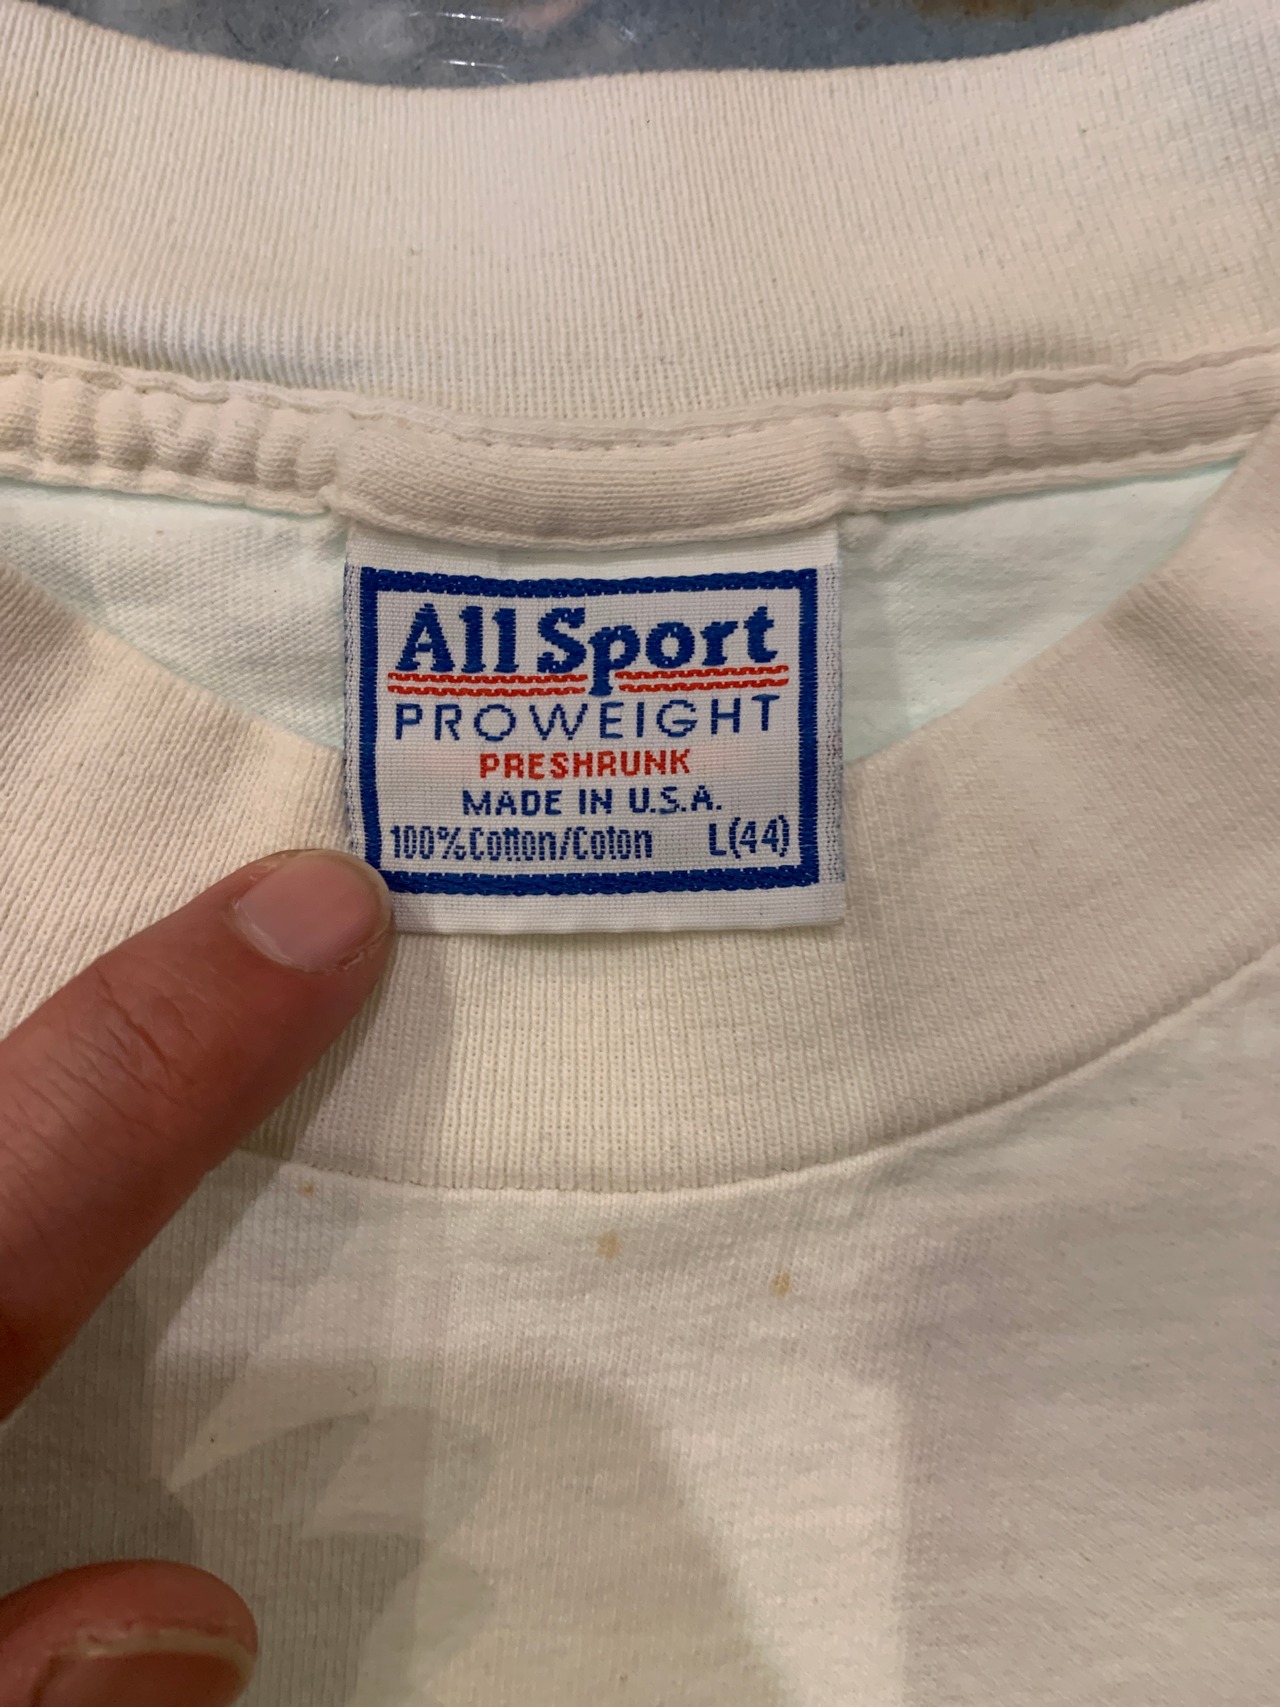 All Sport
PROWEIGHT
PRESHRUNK
MADE IN U.S.A.
100% Cotton/Coton L(44)